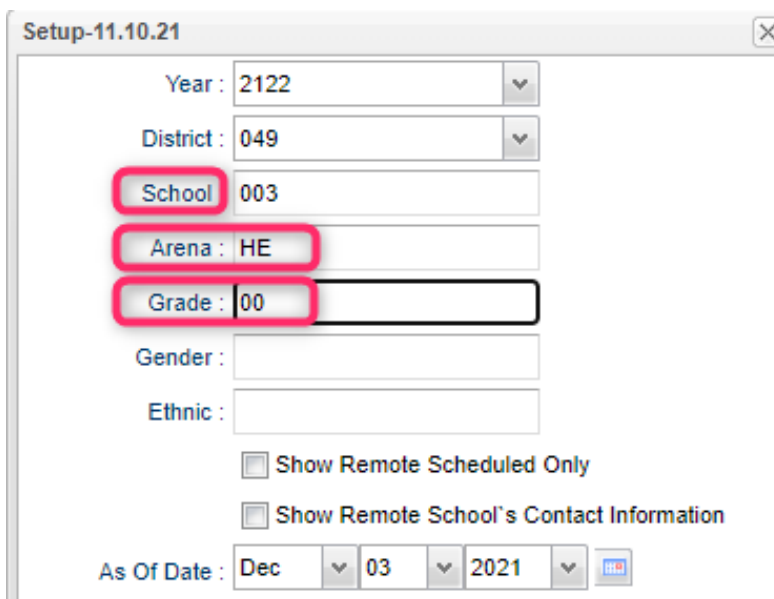 Setup-11.10.21
Year : 2122
District : 049
School 003
Arena : HE
Grade : 00
Gender :
Ethnic :
Show Remote Scheduled Only
Show Remote School`s Contact Information
As Of Date : Dec 03 2021